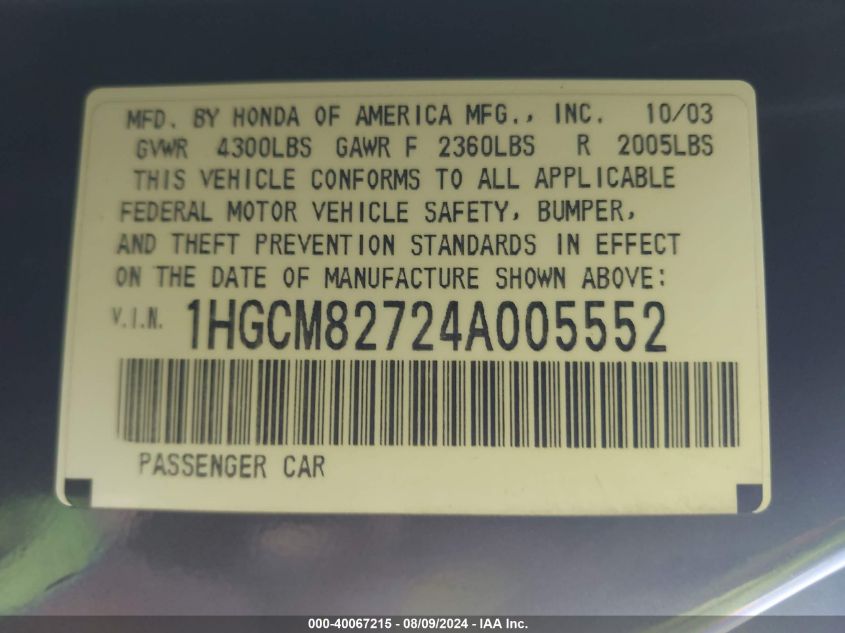 MFD. BY HONDA OF AMERICA MFG., INC. 10/03
GVWR 4300LBS GAWR F 2360LBS R 2005LBS
THIS VEHICLE CONFORMS TO ALL APPLICABLE
FEDERAL MOTOR VEHICLE SAFETY, BUMPER,
AND THEFT PREVENTION STANDARDS IN EFFECT
ON THE DATE OF MANUFACTURE SHOWN ABOVE:
V.I.N. 1HGCM82724A005552
PASSENGER CAR
000-40067215 - 08/09/2024 - IAA Inc.